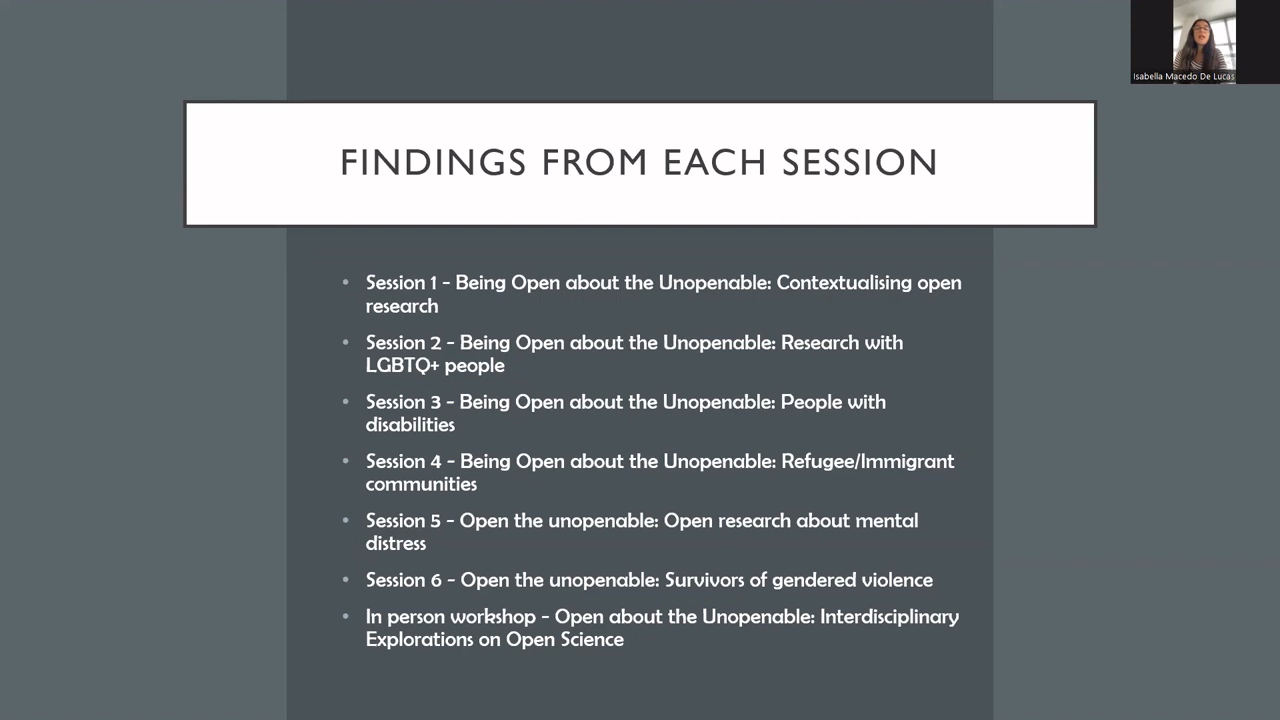 Isabella Macedo De Lucas
FINDINGS FROM EACH SESSION
• Session 1 - Being Open about the Unopenable: Contextualising open
research
• Session 2 - Being Open about the Unopenable: Research with
LGBTQ+ people
• Session 3 - Being Open about the Unopenable: People with
disabilities
• Session 4 - Being Open about the Unopenable: Refugee/Immigrant
communities
• Session 5 - Open the unopenable: Open research about mental
distress
• Session 6 - Open the unopenable: Survivors of gendered violence
• In person workshop - Open about the Unopenable: Interdisciplinary
Explorations on Open Science